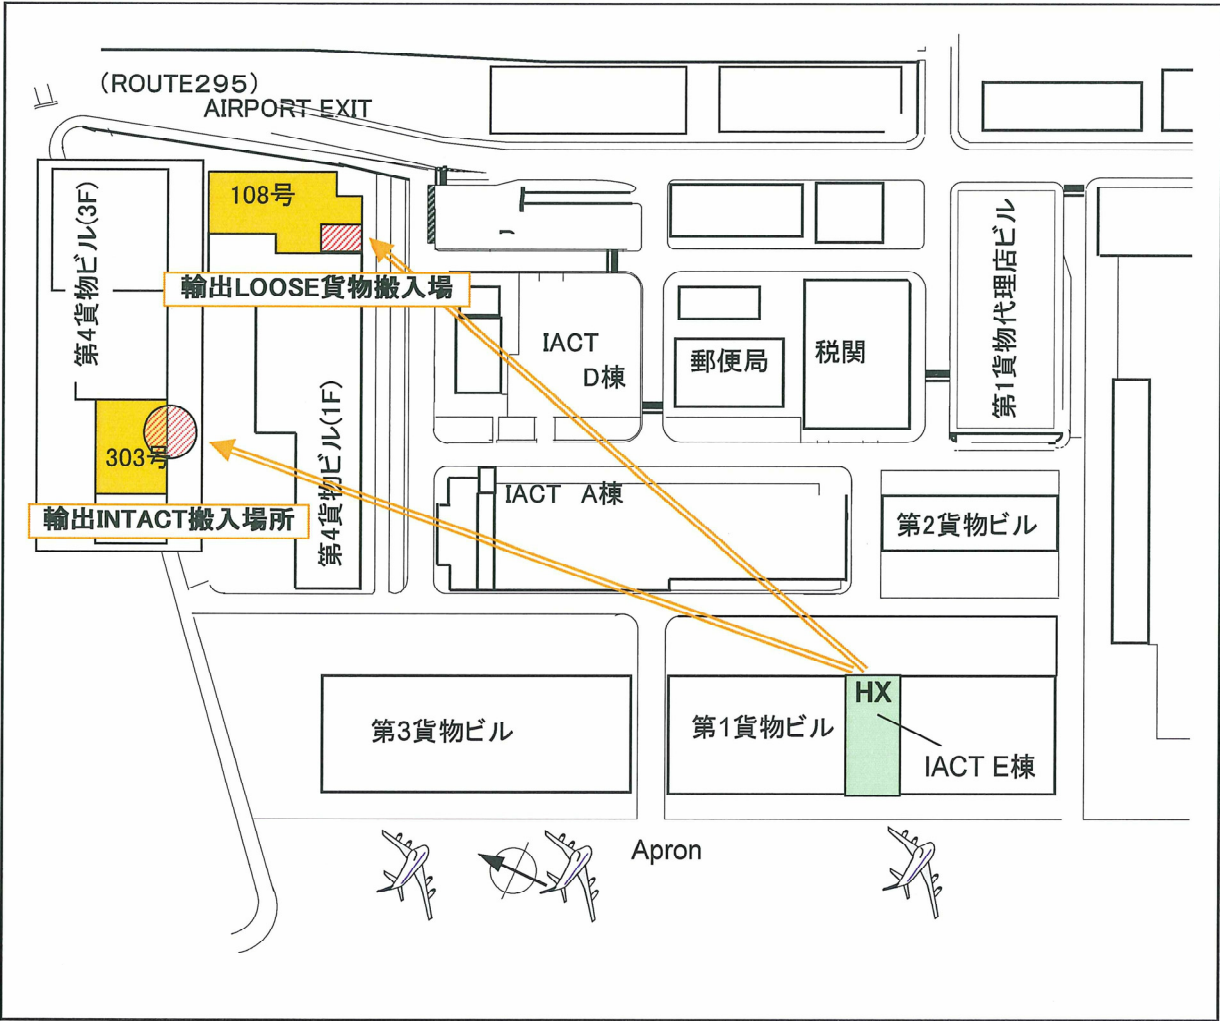 (ROUTE295)
AIRPORT EXIT
第4貨物ビル(3F)
108号
輸出LOOSE貨物搬入場
IACT
D棟
郵便局
税関
第1貨物代理店ビル
303号
第4貨物ビル(1F)
輸出INTACT搬入場所
IACT A棟
第2貨物ビル
HX
第3貨物ビル
第1貨物ビル
IACT E棟
Apron